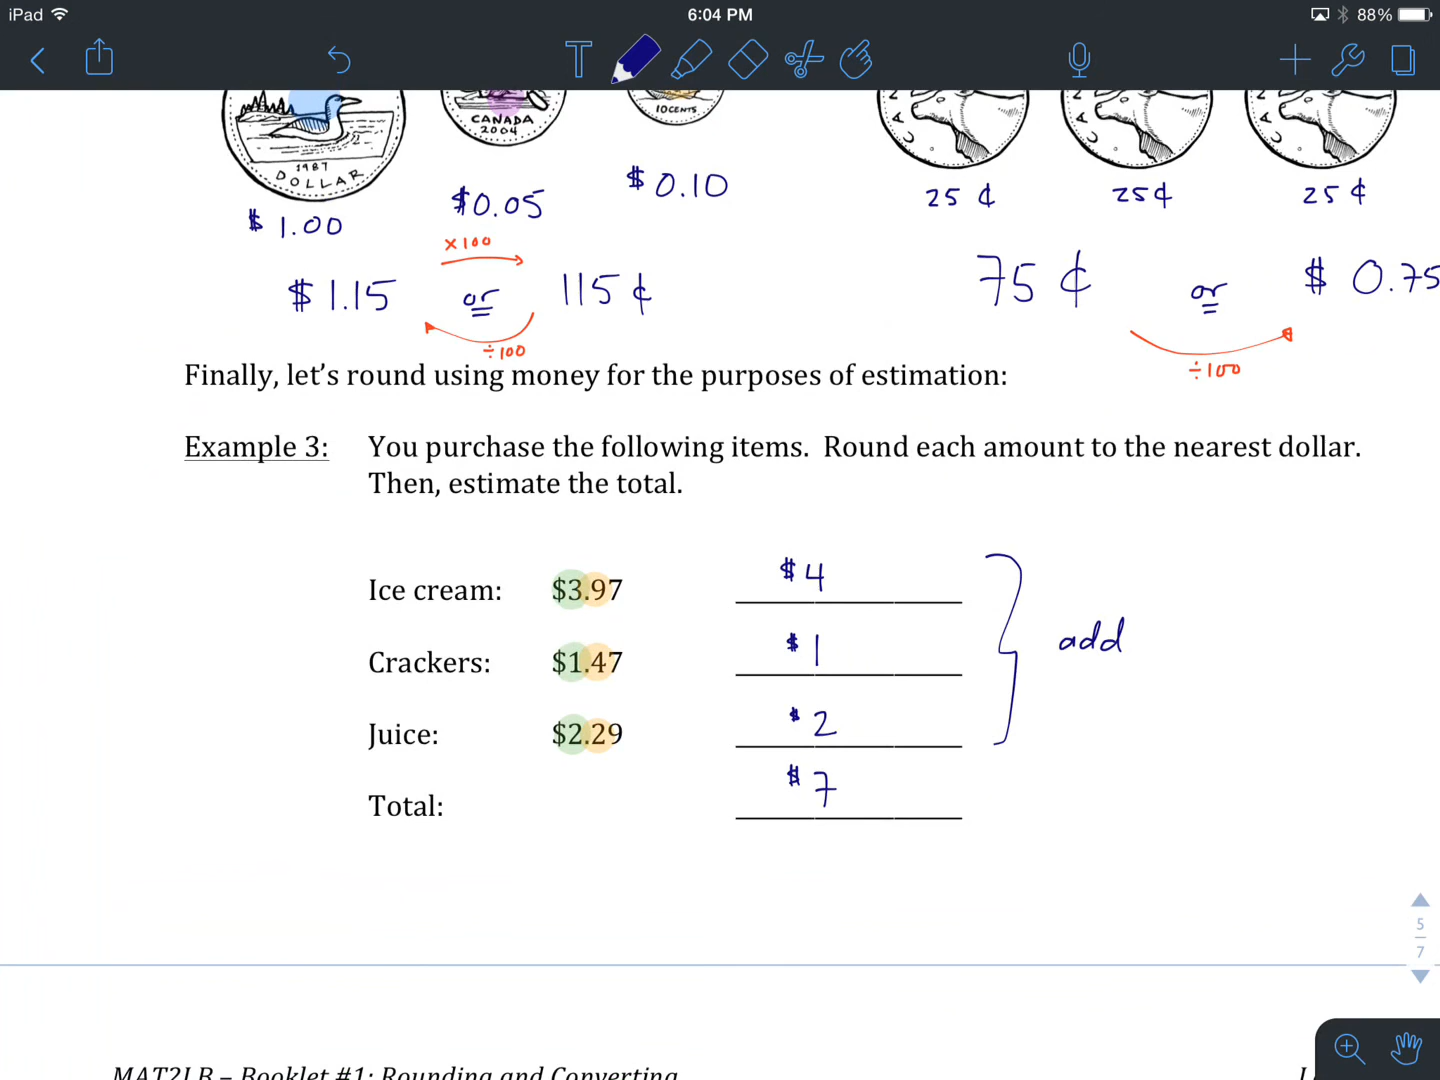 iPad 6:04 PM 88%
T
CANADA
2004
10 CENTS
1987
DOLLAR
$ 1.00 $0.05 $ 0.10 25 ¢ 25 ¢ 25 ¢
×100
$ 1.15 or 115 ¢ 75 ¢ or $ 0.75
÷100 ÷100
Finally, let's round using money for the purposes of estimation:
Example 3: You purchase the following items. Round each amount to the nearest dollar.
Then, estimate the total.
Ice cream: $3.97 $ 4
Crackers: $1.47 $ 1 add
Juice: $2.29 $ 2
Total: $ 7
5
7
MAT2LB – Booklet #1: Rounding and Converting